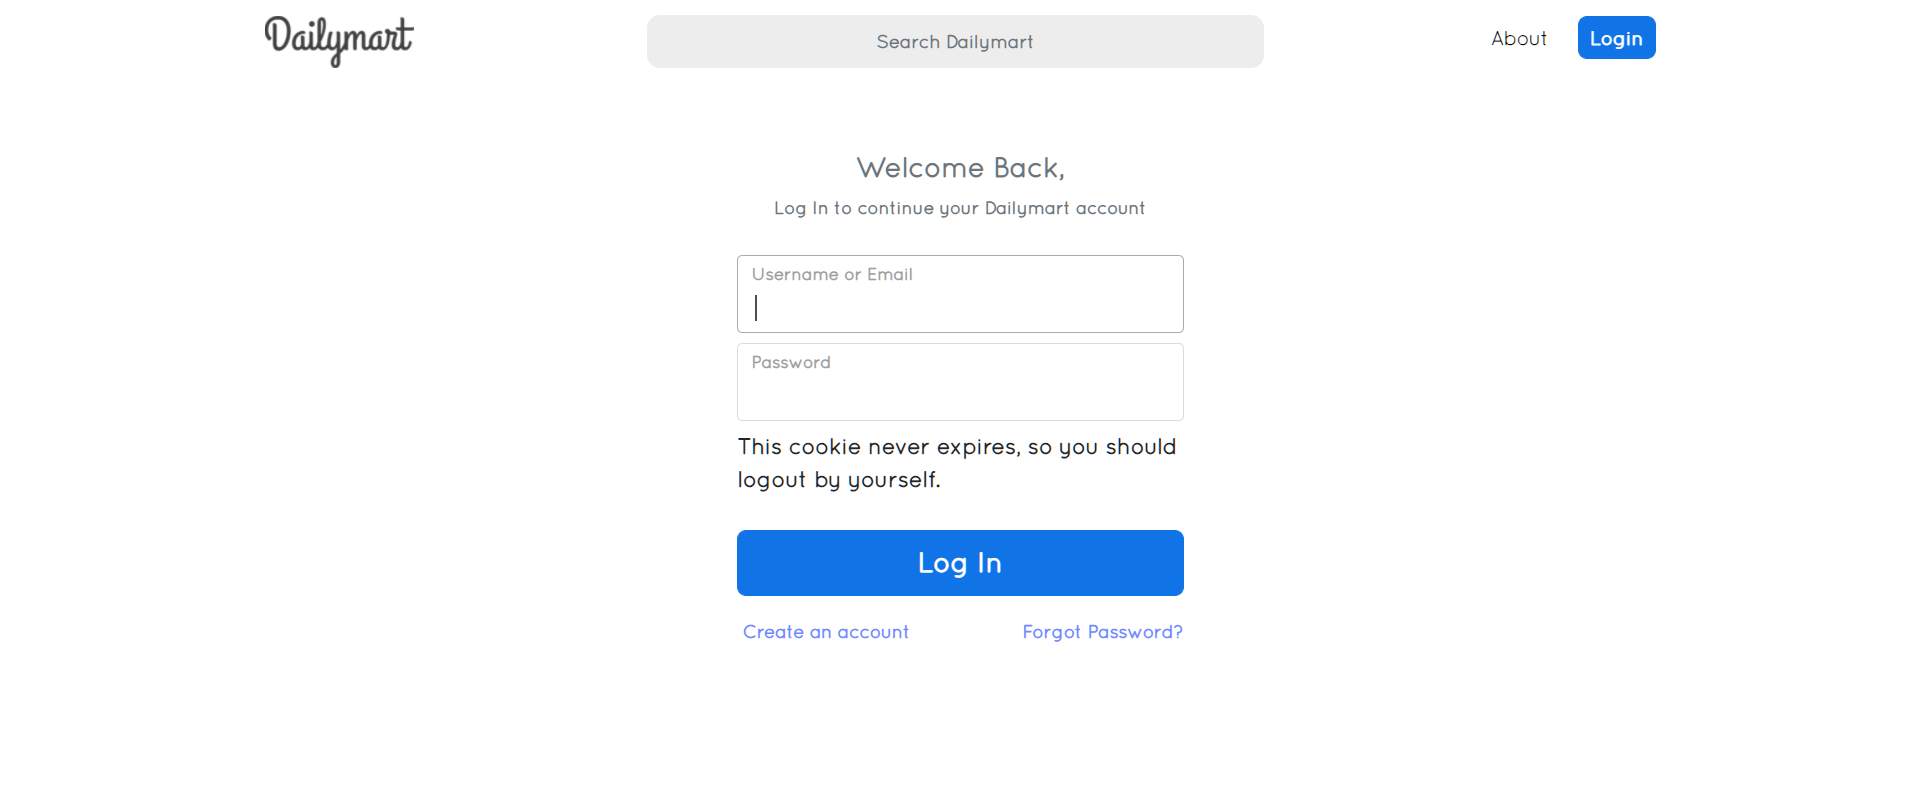 Dailymart
Search Dailymart
About
Login
Welcome Back,
Log In to continue your Dailymart account
Username or Email
Password
This cookie never expires, so you should
logout by yourself.
Log In
Create an account
Forgot Password?